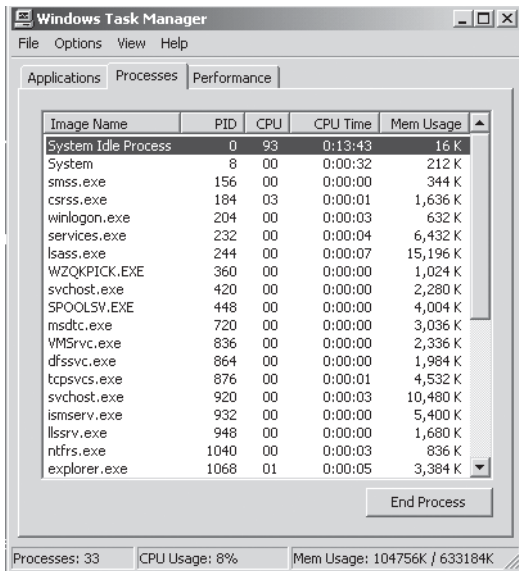 Windows Task Manager
File Options View Help
Applications Processes Performance
Image Name PID CPU CPU Time Mem Usage
System Idle Process 0 93 0:13:43 16 K
System 8 00 0:00:32 212 K
smss.exe 156 00 0:00:00 344 K
csrss.exe 184 03 0:00:01 1,636 K
winlogon.exe 204 00 0:00:03 632 K
services.exe 232 00 0:00:04 6,432 K
lsass.exe 244 00 0:00:07 15,196 K
WZQKPICK.EXE 360 00 0:00:00 1,024 K
svchost.exe 420 00 0:00:00 2,280 K
SPOOLSV.EXE 448 00 0:00:00 4,004 K
msdtc.exe 720 00 0:00:00 3,036 K
VMSrvc.exe 836 00 0:00:00 2,336 K
dfssvc.exe 864 00 0:00:00 1,984 K
tcpsvcs.exe 876 00 0:00:01 4,532 K
svchost.exe 920 00 0:00:03 10,480 K
ismserv.exe 932 00 0:00:00 5,400 K
llssrv.exe 948 00 0:00:00 1,680 K
ntfrs.exe 1040 00 0:00:03 836 K
explorer.exe 1068 01 0:00:05 3,384 K
End Process
Processes: 33 CPU Usage: 8% Mem Usage: 104756K / 633184K